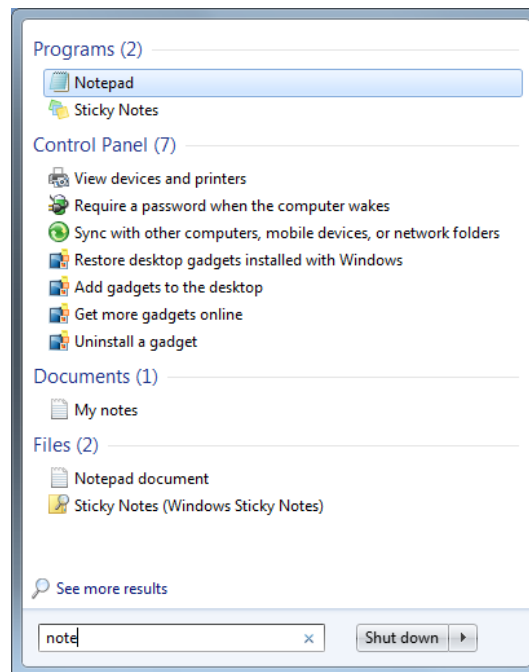 Programs (2)
Notepad
Sticky Notes
Control Panel (7)
View devices and printers
Require a password when the computer wakes
Sync with other computers, mobile devices, or network folders
Restore desktop gadgets installed with Windows
Add gadgets to the desktop
Get more gadgets online
Uninstall a gadget
Documents (1)
My notes
Files (2)
Notepad document
Sticky Notes (Windows Sticky Notes)
See more results
note Shut down